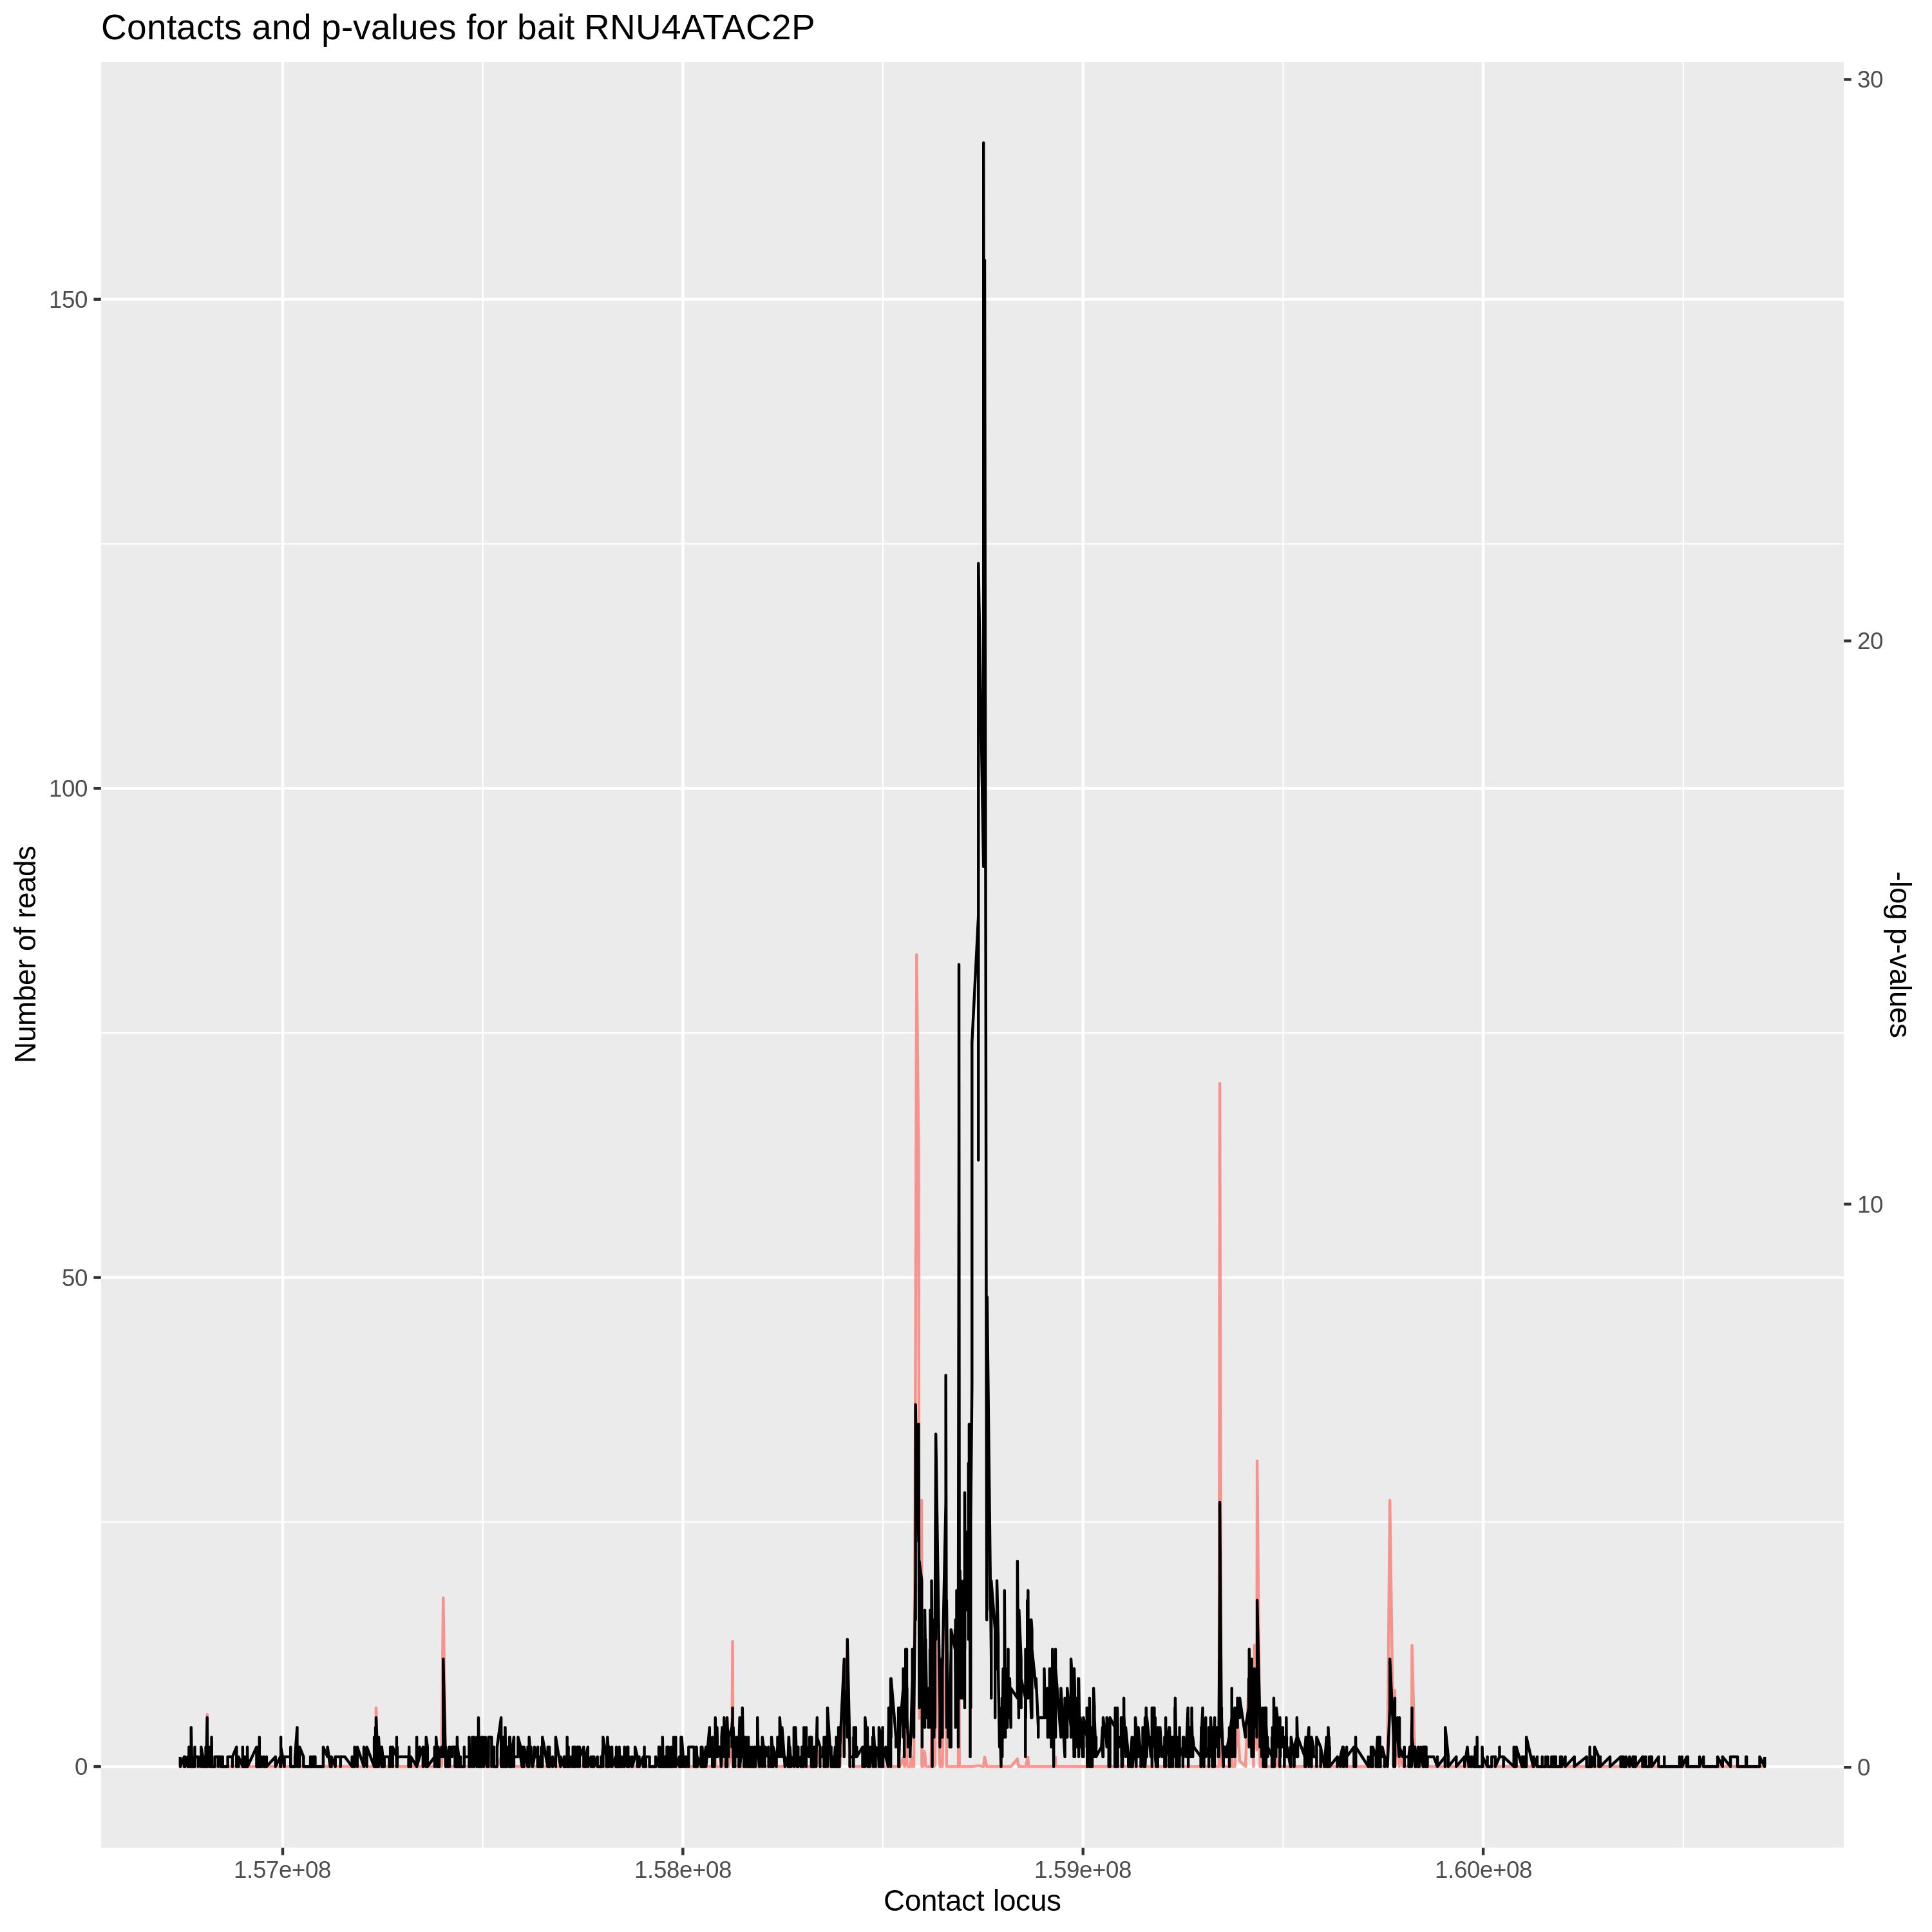 Contacts and p-values for bait RNU4ATAC2P
30
150
20
100
Number of reads
-log p-values
10
50
0
0
1.57e+08
1.58e+08
1.59e+08
1.60e+08
Contact locus